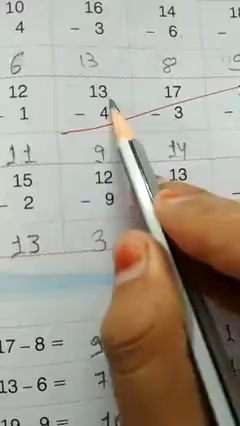 10 16 14
4 - 3 - 6
6 13 8
12 13 17
- 1 - 4 - 3
11 9 14
15 12 13
- 2 - 9
13 3
17 - 8 = 9
13 - 6 = 7